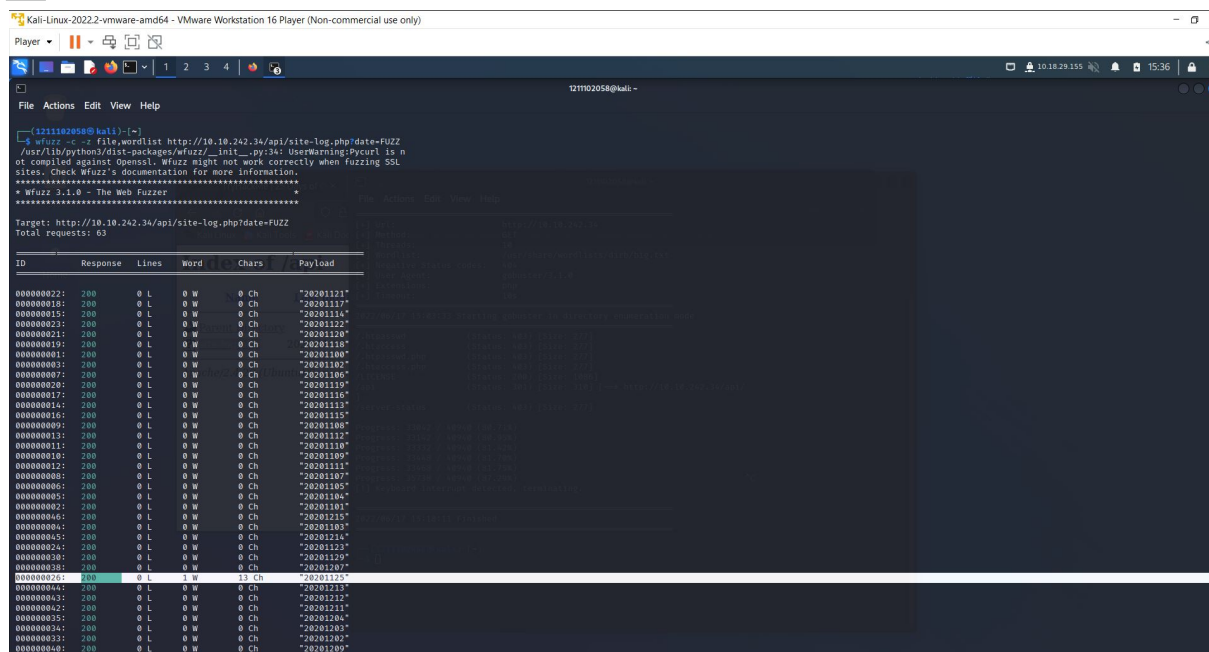 Kali-Linux-2022.2-vmware-amd64 - VMware Workstation 16 Player (Non-commercial use only)
Player
1 2 3 4
10.18.29.155
15:36
1211102058@kali: ~
File Actions Edit View Help
(1211102058㉿kali)-[~]
$ wfuzz -c -z file,wordlist http://10.10.242.34/api/site-log.php?date=FUZZ
/usr/lib/python3/dist-packages/wfuzz/__init__.py:34: UserWarning:Pycurl is n
ot compiled against Openssl. Wfuzz might not work correctly when fuzzing SSL
sites. Check Wfuzz's documentation for more information.
********************************************************
* Wfuzz 3.1.0 - The Web Fuzzer *
********************************************************
Target: http://10.10.242.34/api/site-log.php?date=FUZZ
Total requests: 63
ID Response Lines Word Chars Payload
000000022: 200 0 L 0 W 0 Ch "20201121"
000000018: 200 0 L 0 W 0 Ch "20201117"
000000015: 200 0 L 0 W 0 Ch "20201114"
000000023: 200 0 L 0 W 0 Ch "20201122"
000000021: 200 0 L 0 W 0 Ch "20201120"
000000019: 200 0 L 0 W 0 Ch "20201118"
000000001: 200 0 L 0 W 0 Ch "20201100"
000000003: 200 0 L 0 W 0 Ch "20201102"
000000007: 200 0 L 0 W 0 Ch "20201106"
000000020: 200 0 L 0 W 0 Ch "20201119"
000000017: 200 0 L 0 W 0 Ch "20201116"
000000014: 200 0 L 0 W 0 Ch "20201113"
000000016: 200 0 L 0 W 0 Ch "20201115"
000000009: 200 0 L 0 W 0 Ch "20201108"
000000013: 200 0 L 0 W 0 Ch "20201112"
000000011: 200 0 L 0 W 0 Ch "20201110"
000000010: 200 0 L 0 W 0 Ch "20201109"
000000012: 200 0 L 0 W 0 Ch "20201111"
000000008: 200 0 L 0 W 0 Ch "20201107"
000000006: 200 0 L 0 W 0 Ch "20201105"
000000005: 200 0 L 0 W 0 Ch "20201104"
000000002: 200 0 L 0 W 0 Ch "20201101"
000000046: 200 0 L 0 W 0 Ch "20201215"
000000004: 200 0 L 0 W 0 Ch "20201103"
000000045: 200 0 L 0 W 0 Ch "20201214"
000000024: 200 0 L 0 W 0 Ch "20201123"
000000030: 200 0 L 0 W 0 Ch "20201129"
000000038: 200 0 L 0 W 0 Ch "20201207"
000000026: 200 0 L 1 W 13 Ch "20201125"
000000044: 200 0 L 0 W 0 Ch "20201213"
000000043: 200 0 L 0 W 0 Ch "20201212"
000000042: 200 0 L 0 W 0 Ch "20201211"
000000035: 200 0 L 0 W 0 Ch "20201204"
000000034: 200 0 L 0 W 0 Ch "20201203"
000000033: 200 0 L 0 W 0 Ch "20201202"
000000040: 200 0 L 0 W 0 Ch "20201209"